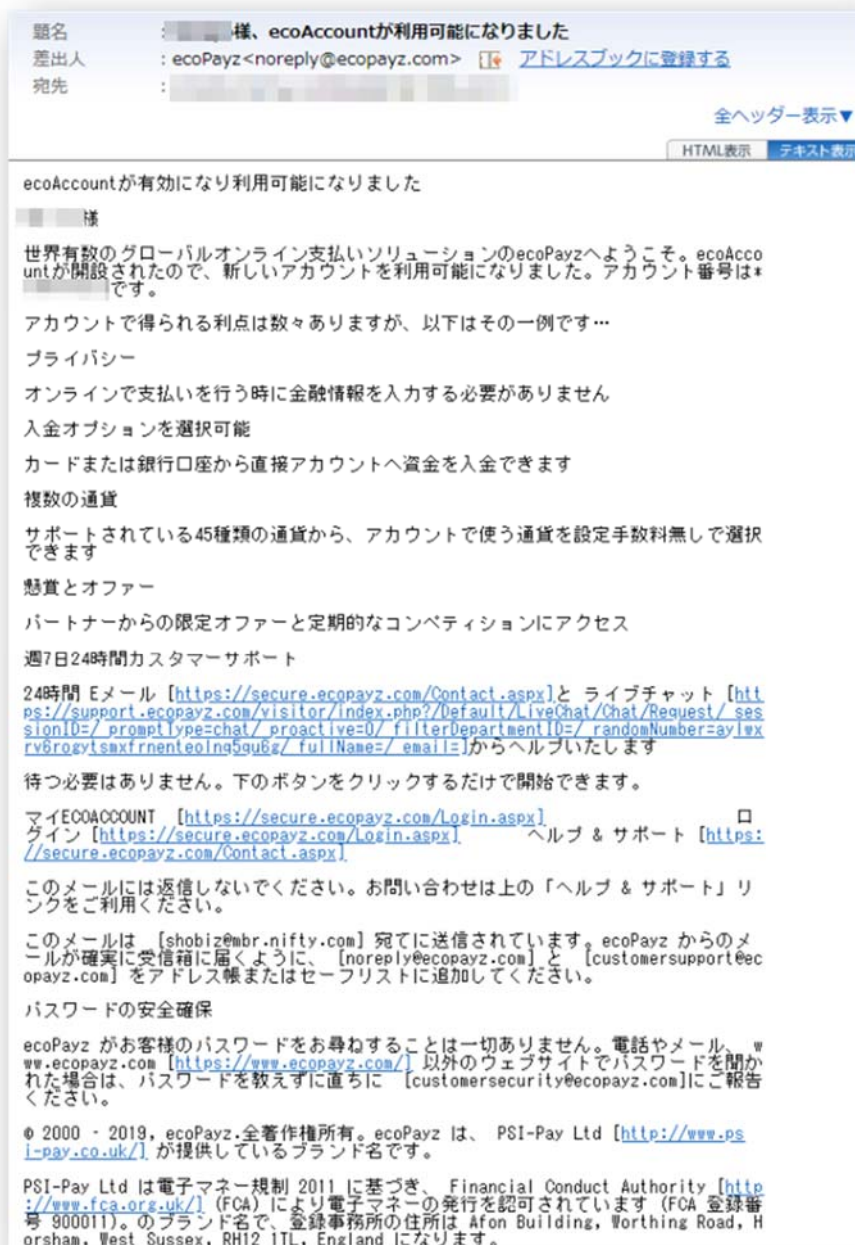 題名 : 様、ecoAccountが利用可能になりました
差出人 : ecoPayz<noreply@ecopayz.com> アドレスブックに登録する
宛先 :
全ヘッダー表示▼
HTML表示 テキスト表示
ecoAccountが有効になり利用可能になりました
様
世界有数のグローバルオンライン支払いソリューションのecoPayzへようこそ。ecoAcco
untが開設されたので、新しいアカウントを利用可能になりました。アカウント番号は*
です。
アカウントで得られる利点は数々ありますが、以下はその一例です…
プライバシー
オンラインで支払いを行う時に金融情報を入力する必要がありません
入金オプションを選択可能
カードまたは銀行口座から直接アカウントへ資金を入金できます
複数の通貨
サポートされている45種類の通貨から、アカウントで使う通貨を設定手数料無しで選択
できます
懸賞とオファー
パートナーからの限定オファーと定期的なコンペティションにアクセス
週7日24時間カスタマーサポート
24時間 Eメール [https://secure.ecopayz.com/Contact.aspx]と ライブチャット [htt
ps://support.ecopayz.com/visitor/index.php?/Default/LiveChat/Chat/Request/_ses
sionID=/_promptType=chat/_proactive=0/_filterDepartmentID=/_randomNumber=aylwx
rv6rogytsmxfrnenteolnq5qu6g/_fullName=/_email=]からヘルプいたします
待つ必要はありません。下のボタンをクリックするだけで開始できます。
マイECOACCOUNT [https://secure.ecopayz.com/Login.aspx] ロ
グイン [https://secure.ecopayz.com/Login.aspx] ヘルプ & サポート [https:
//secure.ecopayz.com/Contact.aspx]
このメールには返信しないでください。お問い合わせは上の「ヘルプ & サポート」リ
ンクをご利用ください。
このメールは [shobiz@mbr.nifty.com] 宛てに送信されています。ecoPayz からのメ
ールが確実に受信箱に届くように、 [noreply@ecopayz.com] と [customersupport@ec
opayz.com] をアドレス帳またはセーフリストに追加してください。
パスワードの安全確保
ecoPayz がお客様のパスワードをお尋ねすることは一切ありません。電話やメール、 w
ww.ecopayz.com [https://www.ecopayz.com/] 以外のウェブサイトでパスワードを聞か
れた場合は、パスワードを教えずに直ちに [customersecurity@ecopayz.com]にご報告
ください。
© 2000 - 2019, ecoPayz.全著作権所有。ecoPayz は、 PSI-Pay Ltd [http://www.ps
i-pay.co.uk/] が提供しているブランド名です。
PSI-Pay Ltd は電子マネー規制 2011 に基づき、 Financial Conduct Authority [http
://www.fca.org.uk/] (FCA) により電子マネーの発行を認可されています (FCA 登録番
号 900011)。のブランド名で、登録事務所の住所は Afon Building, Worthing Road, H
orsham, West Sussex, RH12 1TL, England になります。